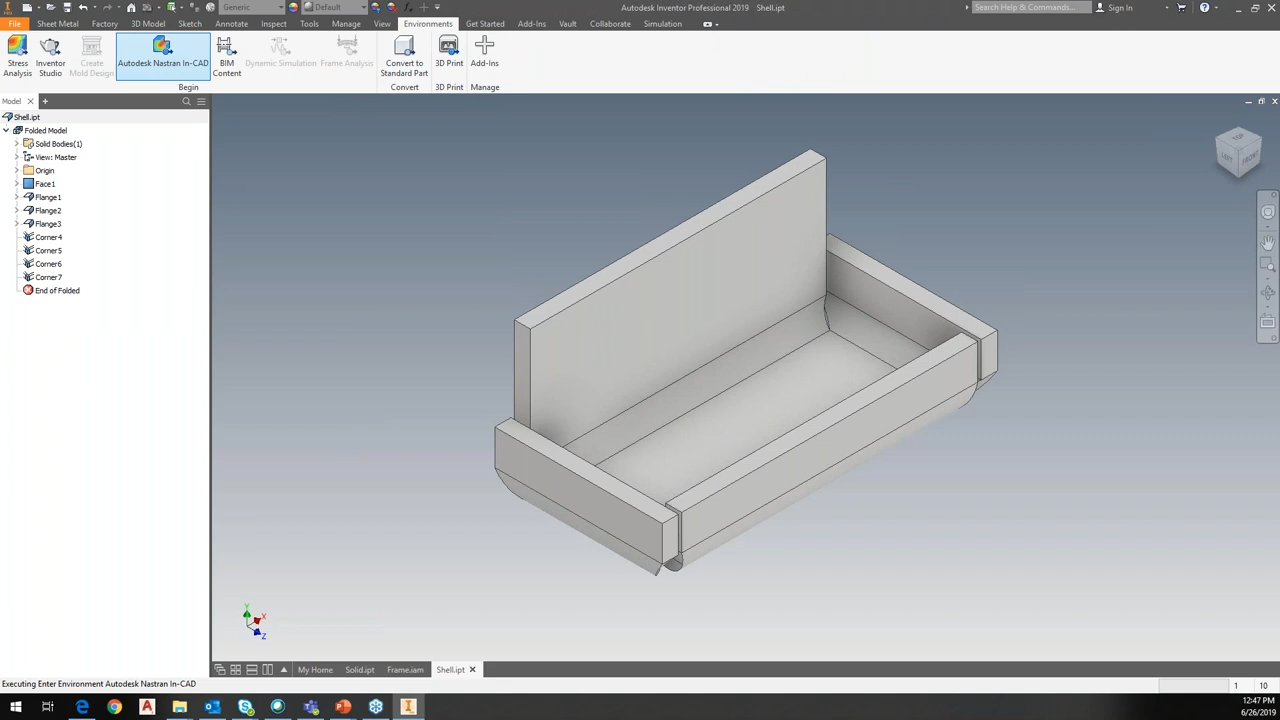 Generic
Default
Autodesk Inventor Professional 2019
Shell.ipt
Search Help & Commands...
Sign In
File
Sheet Metal
Factory
3D Model
Sketch
Annotate
Inspect
Tools
Manage
View
Environments
Get Started
Add-Ins
Vault
Collaborate
Simulation
Stress
Analysis
Inventor
Studio
Create
Mold Design
Autodesk Nastran In-CAD
BIM
Content
Dynamic Simulation
Frame Analysis
Convert to
Standard Part
3D Print
Add-Ins
Begin
Convert
3D Print
Manage
Model
Shell.ipt
Folded Model
Solid Bodies(1)
View: Master
Origin
Face1
Flange1
Flange2
Flange3
Corner4
Corner5
Corner6
Corner7
End of Folded
TOP
LEFT
FRONT
Y
X
Z
My Home
Solid.ipt
Frame.iam
Shell.ipt
Executing Enter Environment Autodesk Nastran In-CAD
1
10
12:47 PM
6/26/2019